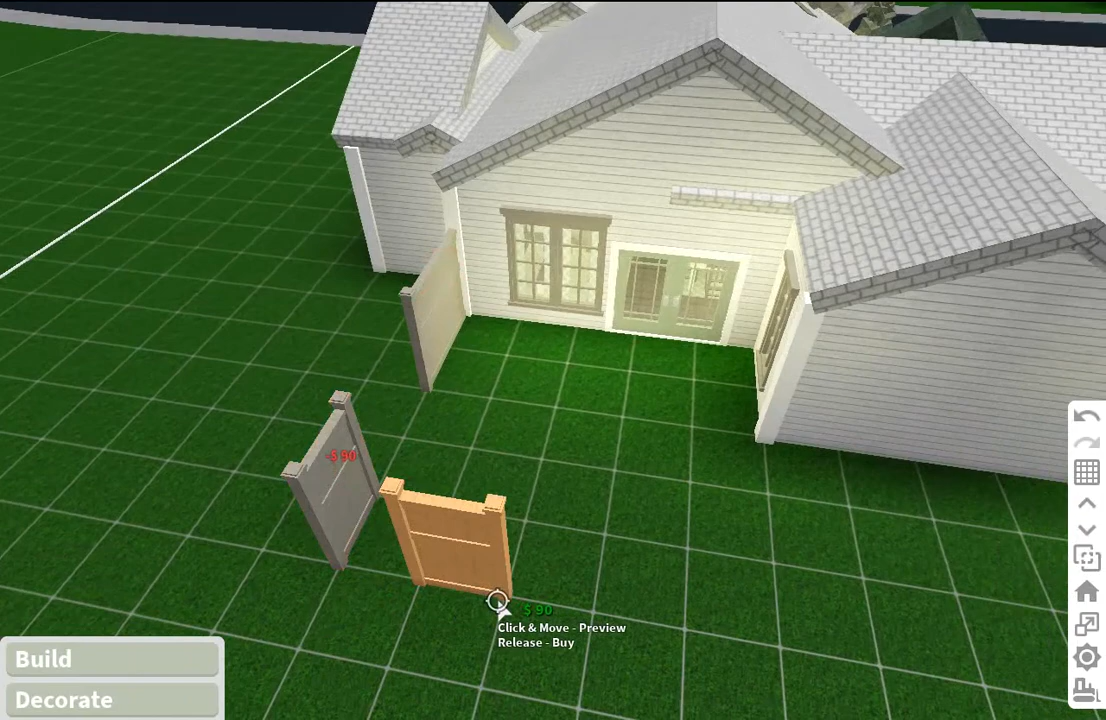 -$ 90
$ 90
Click & Move - Preview
Release - Buy
Build
Decorate